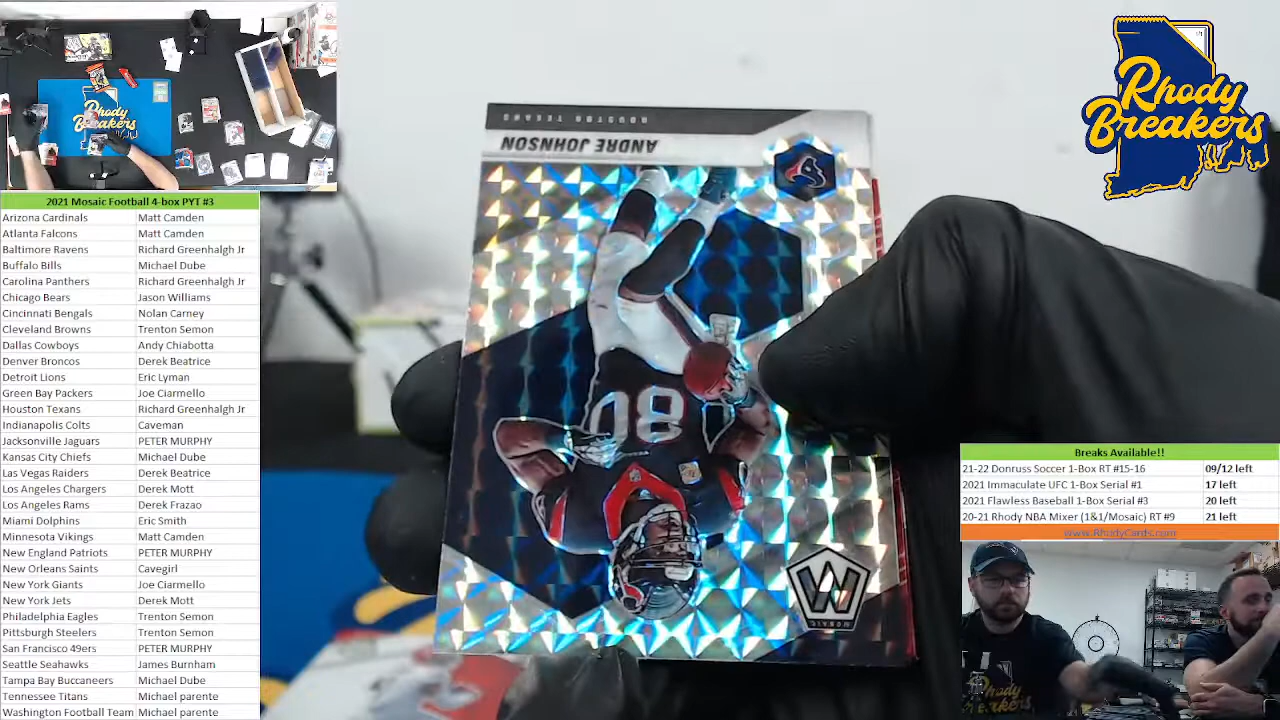 Rhody
Breakers
2021 Mosaic Football 4-box PYT #3
Arizona Cardinals Matt Camden
Atlanta Falcons Matt Camden
Baltimore Ravens Richard Greenhalgh Jr
Buffalo Bills Michael Dube
Carolina Panthers Richard Greenhalgh Jr
Chicago Bears Jason Williams
Cincinnati Bengals Nolan Carney
Cleveland Browns Trenton Semon
Dallas Cowboys Andy Chiabotta
Denver Broncos Derek Beatrice
Detroit Lions Eric Lyman
Green Bay Packers Joe Ciarmello
Houston Texans Richard Greenhalgh Jr
Indianapolis Colts Caveman
Jacksonville Jaguars PETER MURPHY
Kansas City Chiefs Michael Dube
Las Vegas Raiders Derek Beatrice
Los Angeles Chargers Derek Mott
Los Angeles Rams Derek Frazao
Miami Dolphins Eric Smith
Minnesota Vikings Matt Camden
New England Patriots PETER MURPHY
New Orleans Saints Cavegirl
New York Giants Joe Ciarmello
New York Jets Derek Mott
Philadelphia Eagles Trenton Semon
Pittsburgh Steelers Trenton Semon
San Francisco 49ers PETER MURPHY
Seattle Seahawks James Burnham
Tampa Bay Buccaneers Michael Dube
Tennessee Titans Michael parente
Washington Football Team Michael parente
HOUSTON TEXANS
ANDRE JOHNSON
80
M
MOSAIC
Rhody
Breakers
Breaks Available!!
21-22 Donruss Soccer 1-Box RT #15-16 09/12 left
2021 Immaculate UFC 1-Box Serial #1 17 left
2021 Flawless Baseball 1-Box Serial #3 20 left
20-21 Rhody NBA Mixer (1&1/Mosaic) RT #9 21 left
www.RhodyCards.com
Rhody
Breakers